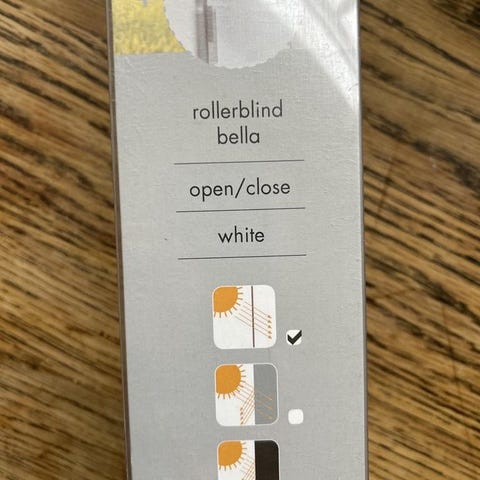 rollerblind
bella
open/close
white